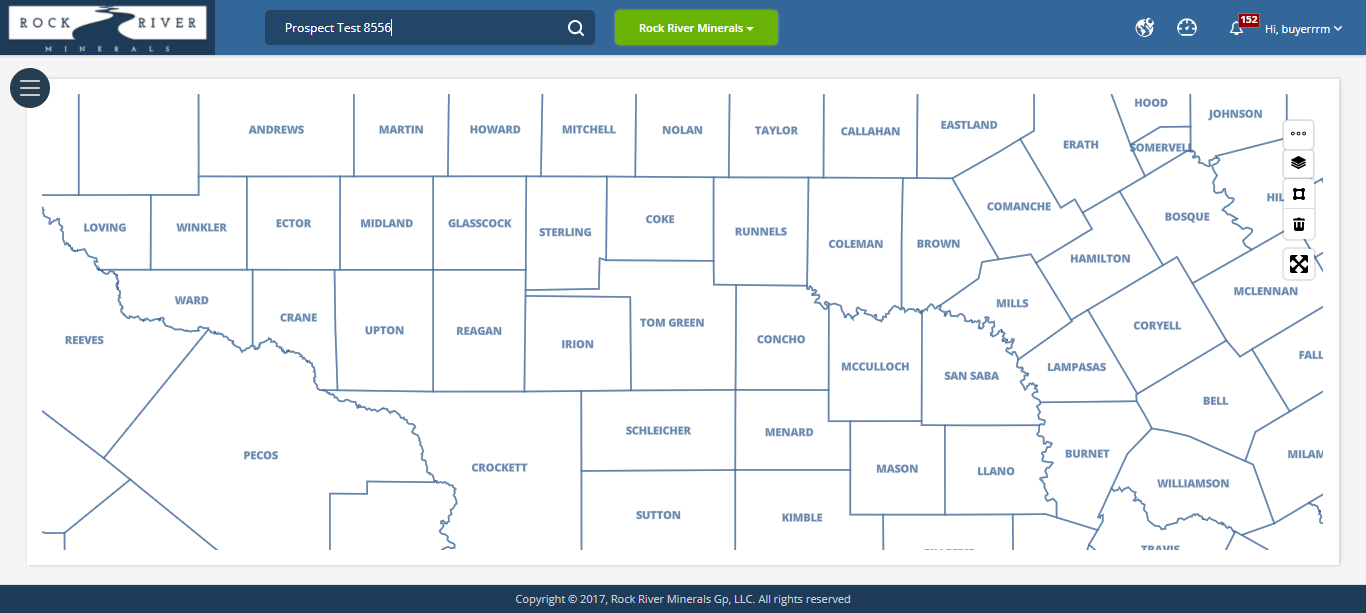 ROCK RIVER
MINERALS
Prospect Test 8556
Rock River Minerals
152
Hi, buyerrrm
HOOD
JOHNSON
ANDREWS
MARTIN
HOWARD
MITCHELL
NOLAN
TAYLOR
CALLAHAN
EASTLAND
ERATH
SOMERVELL
LOVING
WINKLER
ECTOR
MIDLAND
GLASSCOCK
STERLING
COKE
RUNNELS
COLEMAN
BROWN
COMANCHE
BOSQUE
HIL
HAMILTON
WARD
CRANE
UPTON
REAGAN
IRION
TOM GREEN
CONCHO
MILLS
MCLENNAN
CORYELL
REEVES
MCCULLOCH
SAN SABA
LAMPASAS
FALL
BELL
PECOS
CROCKETT
SCHLEICHER
MENARD
MASON
LLANO
BURNET
MILAM
WILLIAMSON
SUTTON
KIMBLE
TRAVIS
Copyright © 2017, Rock River Minerals Gp, LLC. All rights reserved